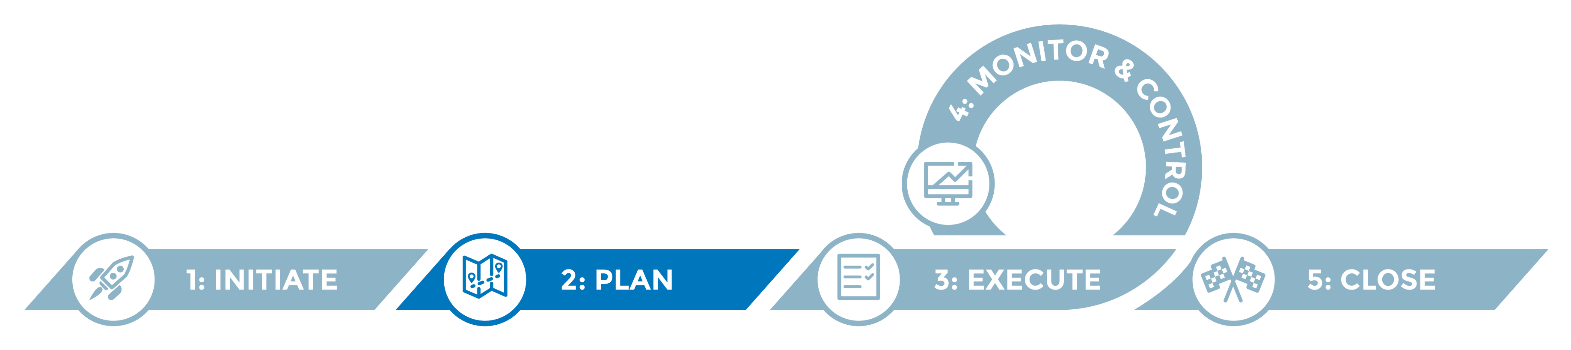 1: INITIATE
2: PLAN
3: EXECUTE
4: MONITOR & CONTROL
5: CLOSE